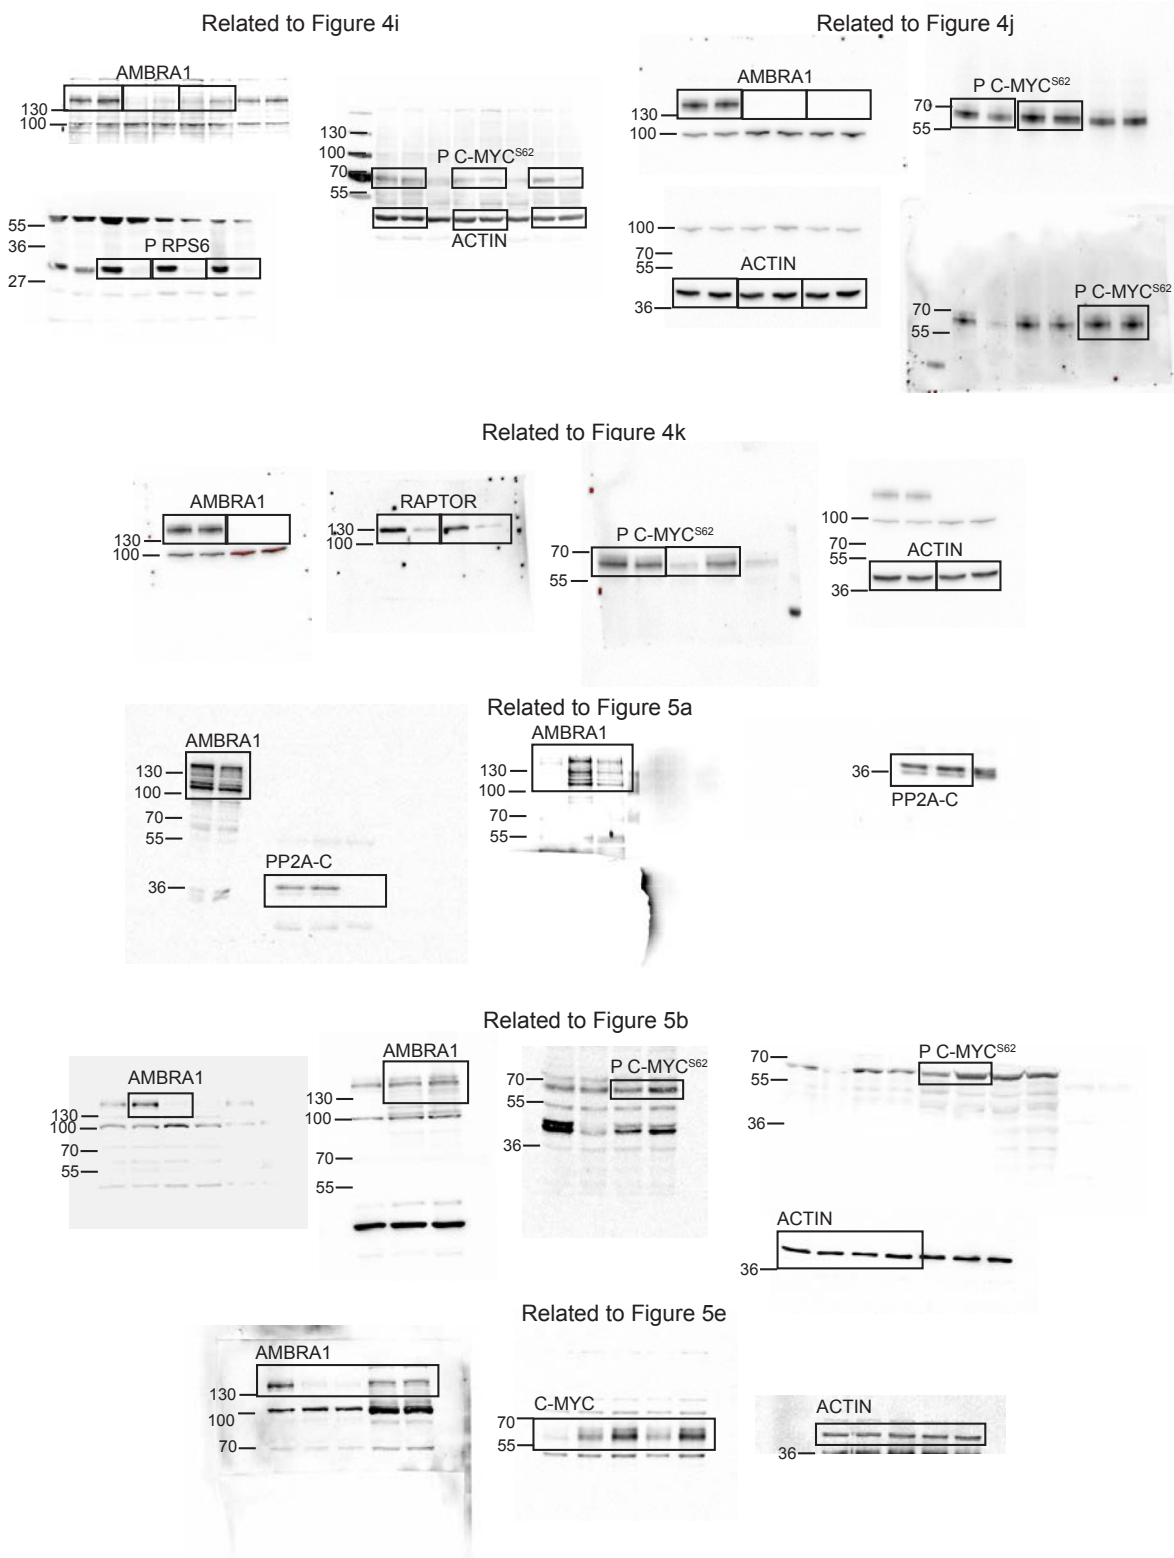 Related to Figure 4i
AMBRA1
130
100
P C-MYC^S62
130
100
70
55
ACTIN
55
36
27
P RPS6
Related to Figure 4j
AMBRA1
130
100
P C-MYC^S62
70
55
100
70
55
ACTIN
36
P C-MYC^S62
70
55
Related to Figure 4k
AMBRA1
130
100
RAPTOR
130
100
P C-MYC^S62
70
55
100
70
55
ACTIN
36
Related to Figure 5a
AMBRA1
130
100
70
55
PP2A-C
36
AMBRA1
130
100
70
55
36
PP2A-C
Related to Figure 5b
AMBRA1
130
100
70
55
AMBRA1
130
100
70
55
P C-MYC^S62
70
55
36
P C-MYC^S62
70
55
36
ACTIN
36
Related to Figure 5e
AMBRA1
130
100
70
C-MYC
70
55
ACTIN
36